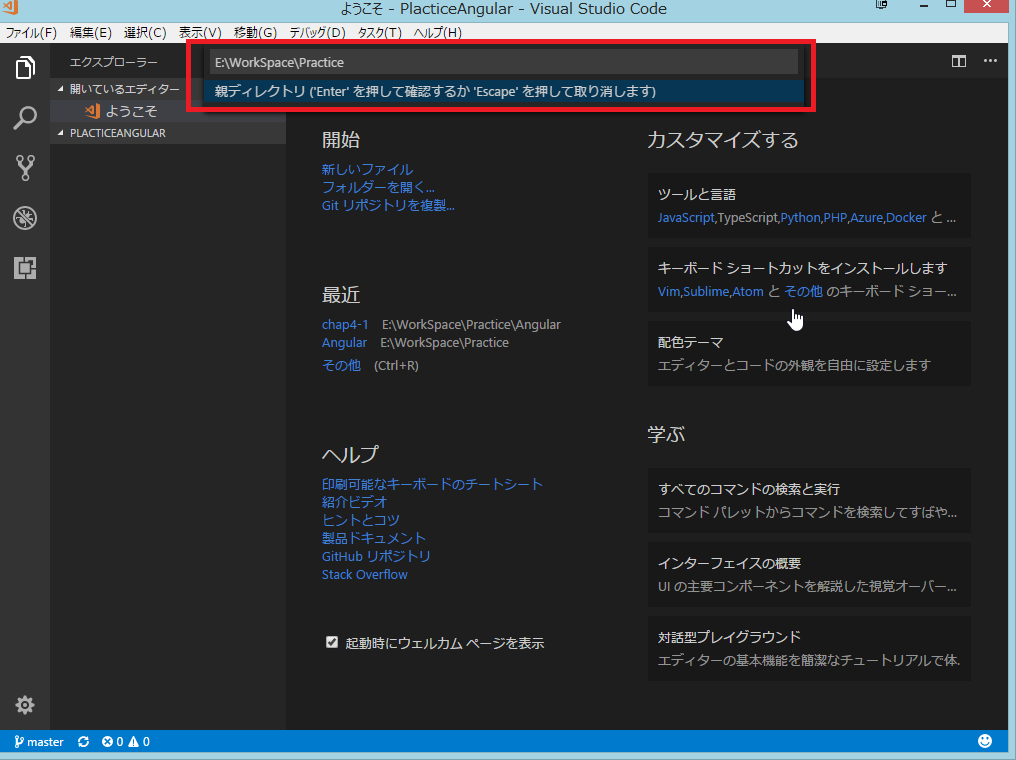 ようこそ - PlacticeAngular - Visual Studio Code
ファイル(F) 編集(E) 選択(C) 表示(V) 移動(G) デバッグ(D) タスク(T) ヘルプ(H)
エクスプローラー
開いているエディター
ようこそ
PLACTICEANGULAR
E:\WorkSpace\Practice
親ディレクトリ ('Enter' を押して確認するか 'Escape' を押して取り消します)
開始
新しいファイル
フォルダーを開く...
Git リポジトリを複製...
最近
chap4-1 E:\WorkSpace\Practice\Angular
Angular E:\WorkSpace\Practice
その他 (Ctrl+R)
ヘルプ
印刷可能なキーボードのチートシート
紹介ビデオ
ヒントとコツ
製品ドキュメント
GitHub リポジトリ
Stack Overflow
起動時にウェルカム ページを表示
カスタマイズする
ツールと言語
JavaScript,TypeScript,Python,PHP,Azure,Docker と ...
キーボード ショートカットをインストールします
Vim,Sublime,Atom と その他 のキーボード ショー...
配色テーマ
エディターとコードの外観を自由に設定します
学ぶ
すべてのコマンドの検索と実行
コマンド パレットからコマンドを検索してすばや...
インターフェイスの概要
UI の主要コンポーネントを解説した視覚オーバー...
対話型プレイグラウンド
エディターの基本機能を簡潔なチュートリアルで体.
master 0 0